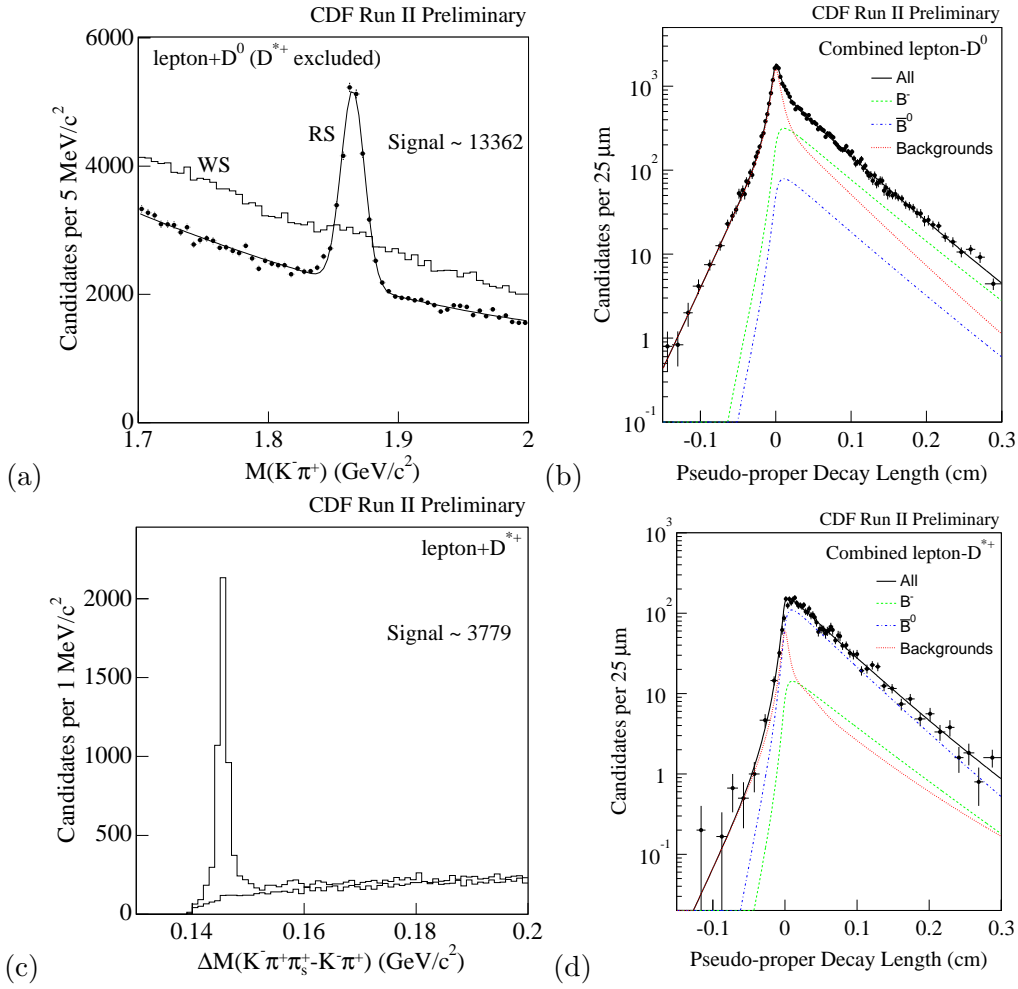 CDF Run II Preliminary
lepton+D⁰ (D*⁺ excluded)
RS
WS
Signal ~ 13362
Candidates per 5 MeV/c²
0
2000
4000
6000
1.7
1.8
1.9
2
M(K⁻π⁺) (GeV/c²)
(a)
CDF Run II Preliminary
Combined lepton-D⁰
All
B⁻
B̅⁰
Backgrounds
Candidates per 25 μm
10³
10²
10
1
10⁻¹
-0.1
0
0.1
0.2
0.3
Pseudo-proper Decay Length (cm)
(b)
CDF Run II Preliminary
lepton+D*⁺
Signal ~ 3779
Candidates per 1 MeV/c²
0
500
1000
1500
2000
0.14
0.16
0.18
0.2
ΔM(K⁻π⁺πₛ⁺-K⁻π⁺) (GeV/c²)
(c)
CDF Run II Preliminary
Combined lepton-D*⁺
All
B⁻
B̅⁰
Backgrounds
Candidates per 25 μm
10³
10²
10
1
10⁻¹
-0.1
0
0.1
0.2
0.3
Pseudo-proper Decay Length (cm)
(d)